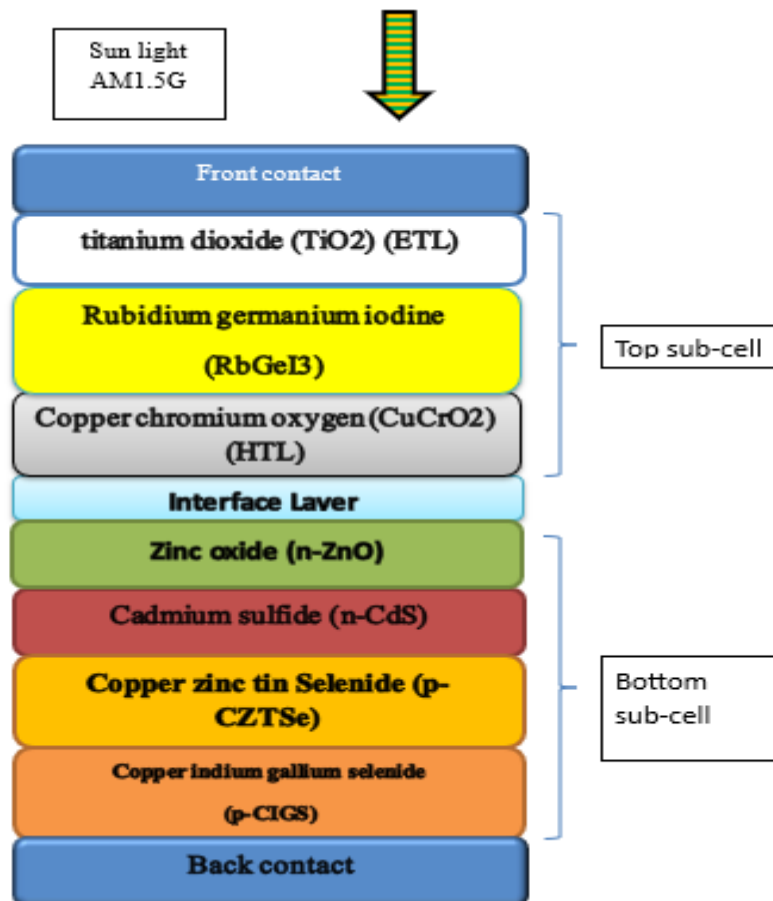 Sun light
AM1.5G
Front contact
titanium dioxide (TiO2) (ETL)
Rubidium germanium iodine
(RbGeI3)
Copper chromium oxygen (CuCrO2)
(HTL)
Top sub-cell
Interface Laver
Zinc oxide (n-ZnO)
Cadmium sulfide (n-CdS)
Copper zinc tin Selenide (p-
CZTSe)
Copper indium gallium selenide
(p-CIGS)
Bottom
sub-cell
Back contact